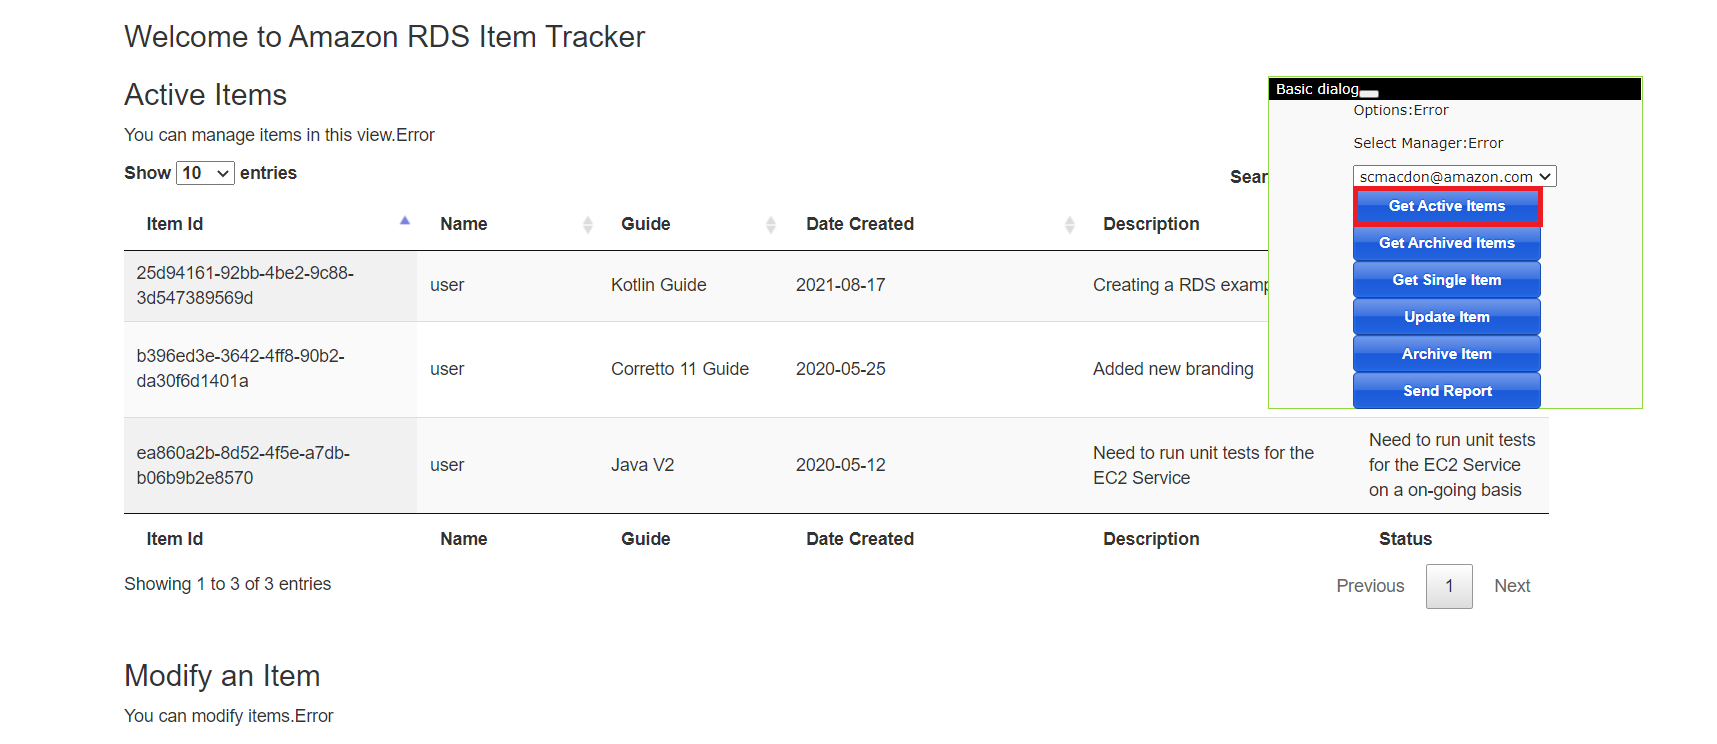 Welcome to Amazon RDS Item Tracker
Active Items
You can manage items in this view.Error
Show 10 entries
Sear
Item Id Name Guide Date Created Description
25d94161-92bb-4be2-9c88-
3d547389569d
user
Kotlin Guide
2021-08-17
Creating a RDS examp
b396ed3e-3642-4ff8-90b2-
da30f6d1401a
user
Corretto 11 Guide
2020-05-25
Added new branding
ea860a2b-8d52-4f5e-a7db-
b06b9b2e8570
user
Java V2
2020-05-12
Need to run unit tests for the
EC2 Service
Need to run unit tests
for the EC2 Service
on a on-going basis
Item Id Name Guide Date Created Description Status
Showing 1 to 3 of 3 entries
Previous 1 Next
Basic dialog
Options:Error
Select Manager:Error
scmacdon@amazon.com
Get Active Items
Get Archived Items
Get Single Item
Update Item
Archive Item
Send Report
Modify an Item
You can modify items.Error